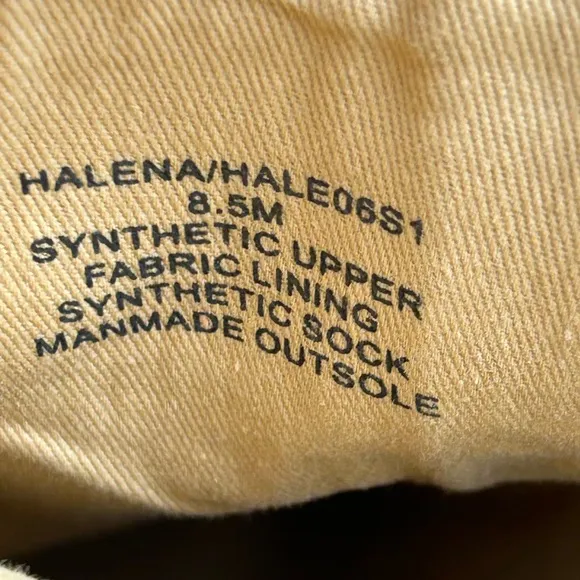 HALENA/HALE06S1
8.5M
SYNTHETIC UPPER
FABRIC LINING
SYNTHETIC SOCK
MANMADE OUTSOLE